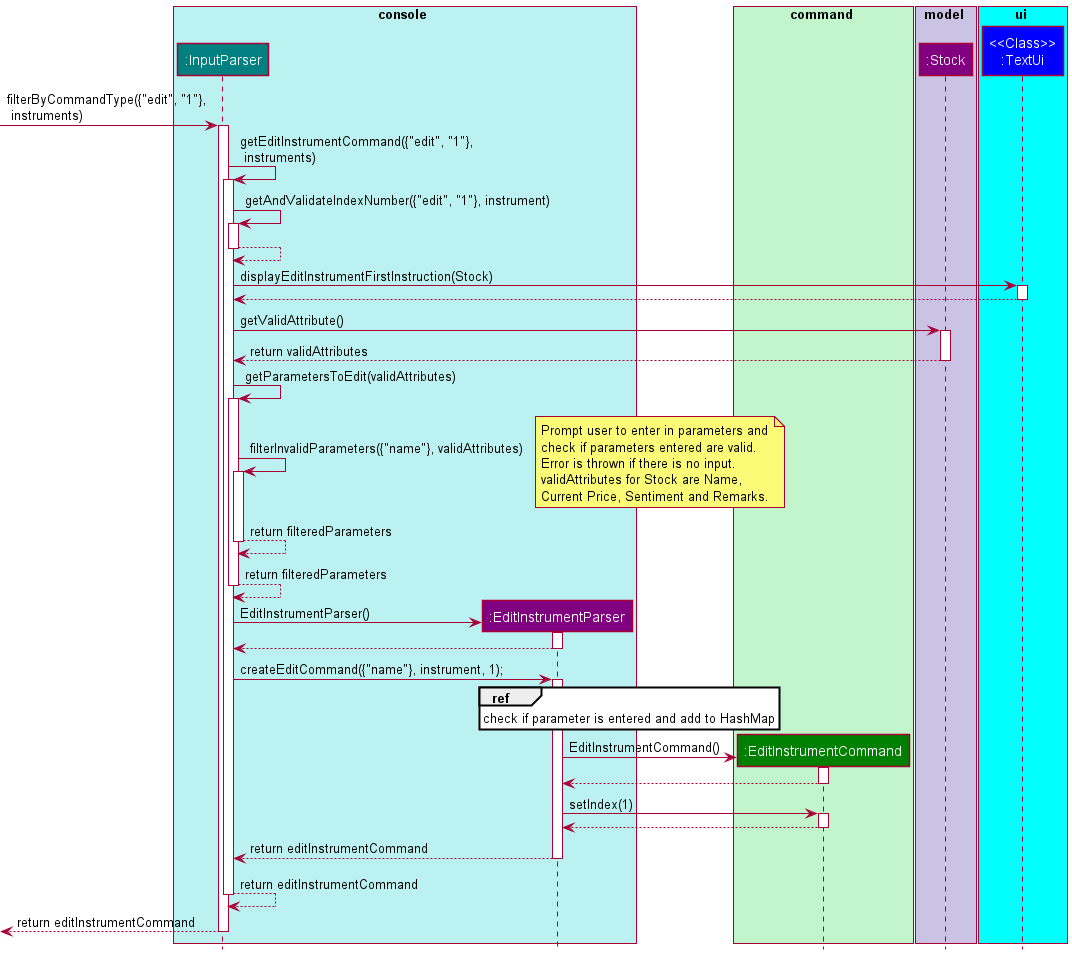 console
command
model
ui
:InputParser
:Stock
<<Class>>
:TextUi
filterByCommandType({"edit", "1"},
instruments)
getEditInstrumentCommand({"edit", "1"},
instruments)
getAndValidateIndexNumber({"edit", "1"}, instrument)
displayEditInstrumentFirstInstruction(Stock)
getValidAttribute()
return validAttributes
getParametersToEdit(validAttributes)
Prompt user to enter in parameters and
check if parameters entered are valid.
Error is thrown if there is no input.
validAttributes for Stock are Name,
Current Price, Sentiment and Remarks.
filterInvalidParameters({"name"}, validAttributes)
return filteredParameters
return filteredParameters
EditInstrumentParser()
:EditInstrumentParser
createEditCommand({"name"}, instrument, 1);
ref
check if parameter is entered and add to HashMap
EditInstrumentCommand()
:EditInstrumentCommand
setIndex(1)
return editInstrumentCommand
return editInstrumentCommand
return editInstrumentCommand